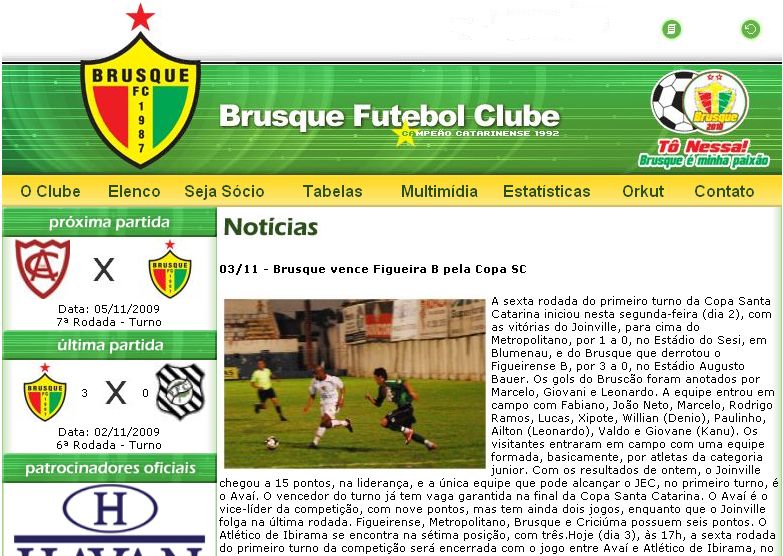 BRUSQUE
FC
1987
Brusque Futebol Clube
CAMPEÃO CATARINENSE 1992
Brusque
2010
Tô Nessa!
Brusque é minha paixão
O Clube Elenco Seja Sócio Tabelas Multimídia Estatisticas Orkut Contato
próxima partida
X
Data: 05/11/2009
7ª Rodada - Turno
última partida
BRUSQUE
3 X 0
Data: 02/11/2009
6ª Rodada - Turno
patrocinadores oficiais
H
HAVAN
Notícias
03/11 - Brusque vence Figueira B pela Copa SC
A sexta rodada do primeiro turno da Copa Santa
Catarina iniciou nesta segunda-feira (dia 2), com
as vitórias do Joinville, para cima do
Metropolitano, por 1 a 0, no Estádio do Sesi, em
Blumenau, e do Brusque que derrotou o
Figueirense B, por 3 a 0, no Estádio Augusto
Bauer. Os gols do Bruscão foram anotados por
Marcelo, Giovani e Leonardo. A equipe entrou em
campo com Fabiano, João Neto, Marcelo, Rodrigo
Ramos, Lucas, Xipote, Willian (Denio), Paulinho,
Ailton (Leonardo), Valdo e Giovane (Kanu). Os
visitantes entraram em campo com uma equipe
formada, basicamente, por atletas da categoria
junior. Com os resultados de ontem, o Joinville
chegou a 15 pontos, na liderança, e a única equipe que pode alcançar o JEC, no primeiro turno, é
o Avaí. O vencedor do turno já tem vaga garantida na final da Copa Santa Catarina. O Avaí é o
vice-líder da competição, com nove pontos, mas tem ainda dois jogos, enquanto que o Joinville
folga na última rodada. Figueirense, Metropolitano, Brusque e Criciúma possuem seis pontos. O
Atlético de Ibirama se encontra na sétima posição, com três.Hoje (dia 3), às 17h, a sexta rodada
do primeiro turno da competição será encerrada com o jogo entre Avaí e Atlético de Ibirama, no